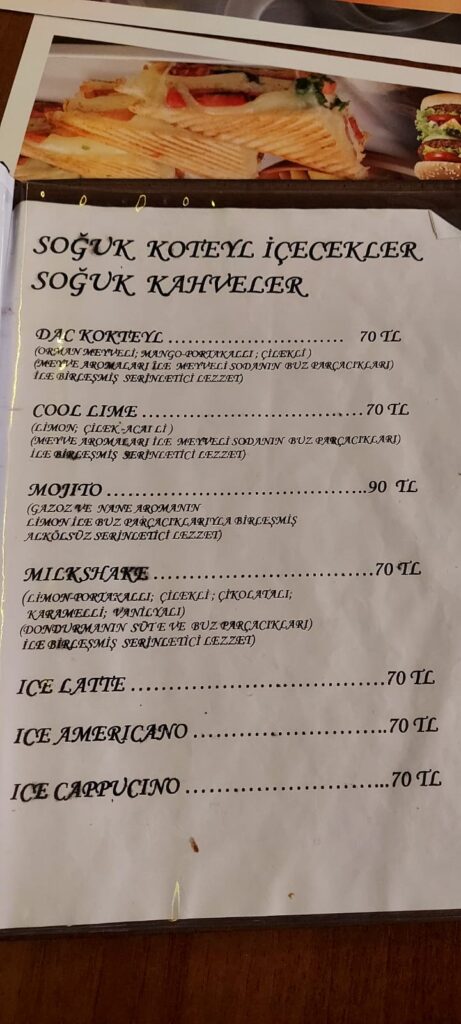 SOĞUK KOTEYL İÇECEKLER
SOĞUK KAHVELER
DAC KOKTEYL .............................. 70 TL
(ORMAN MEYVELİ; MANGO-PORTAKALLI ; ÇİLEKLİ )
(MEYVE AROMALARI İLE MEYVELİ SODANIN BUZ PARÇACIKLARI)
İLE BİRLEŞMİŞ SERİNLETİCİ LEZZET)
COOL LIME ......................................70 TL
(LİMON; ÇİLEK -ACAI Lİ )
(MEYVE AROMALARI İLE MEYVELİ SODANIN BUZ PARÇACIKLARI)
İLE BİRLEŞMİŞ SERİNLETİCİ LEZZET)
MOJITO ............................................90 TL
(GAZOZ VE NANE AROMANIN
LİMON İLE BUZ PARÇACIKLARIYLA BİRLEŞMİŞ
ALKÖLSÜZ SERİNLETİCİ LEZZET)
MILKSHAKE ......................................70 TL
(LİMON-PORTAKALLI; ÇİLEKLİ ; ÇİKOLATALI;
KARAMELLİ; VANİLYALI)
(DONDURMANIN SÜTE VE BUZ PARÇACIKLARI)
İLE BİRLEŞMİŞ SERİNLETİCİ LEZZET)
ICE LATTE ..........................................70 TL
ICE AMERICANO ................................70 TL
ICE CAPPUCINO .................................70 TL